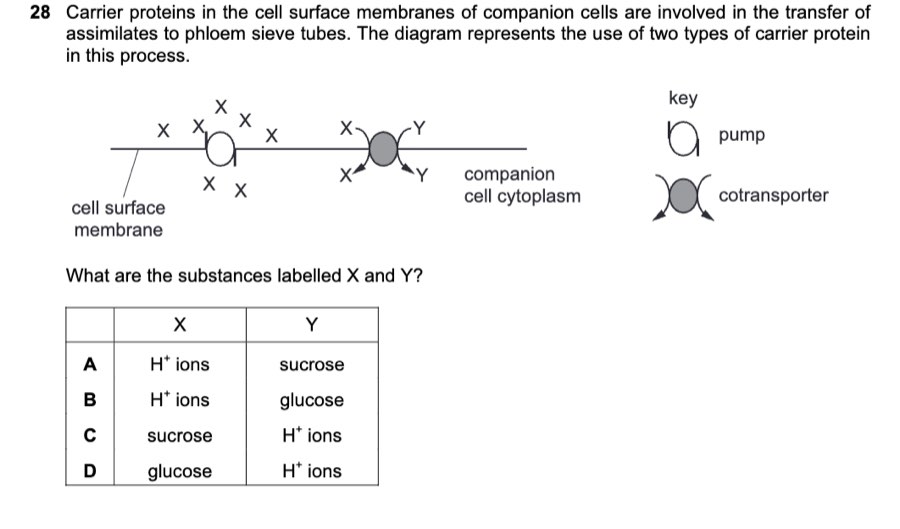 28 Carrier proteins in the cell surface membranes of companion cells are involved in the transfer of
assimilates to phloem sieve tubes. The diagram represents the use of two types of carrier protein
in this process.
key
X
X X X X X Y
pump
X X X Y
companion
cell cytoplasm
cotransporter
cell surface
membrane
What are the substances labelled X and Y?
X Y
A H⁺ ions sucrose
B H⁺ ions glucose
C sucrose H⁺ ions
D glucose H⁺ ions